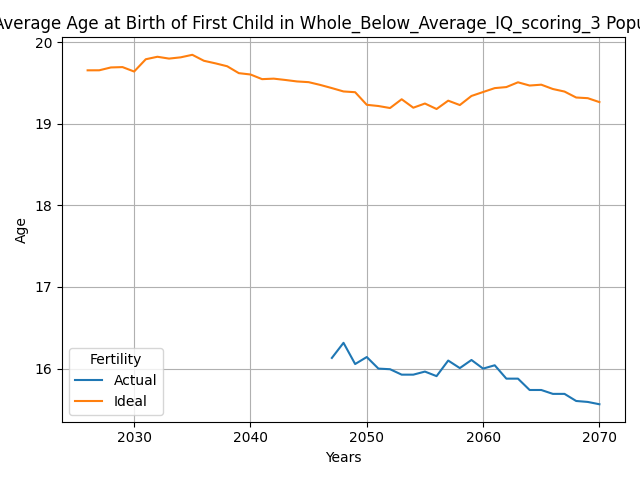 Average Age at Birth of First Child in Whole_Below_Average_IQ_scoring_3
20
19
18
17
16
Age
2030 2040 2050 2060 2070
Years
Fertility
Actual
Ideal